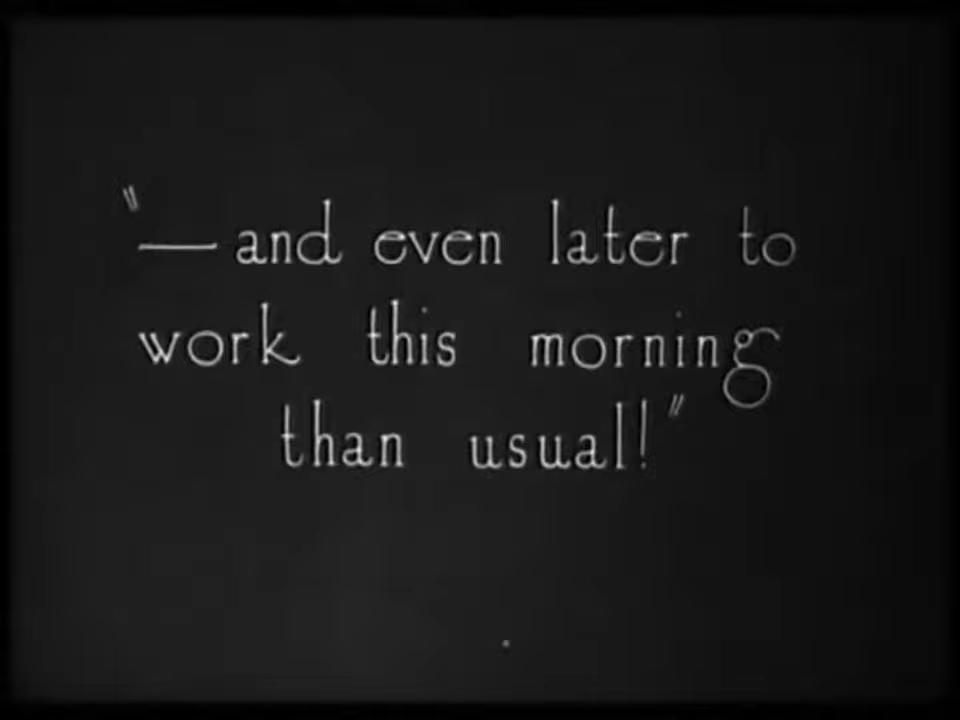 "— and even later to
work this morning
than usual!"